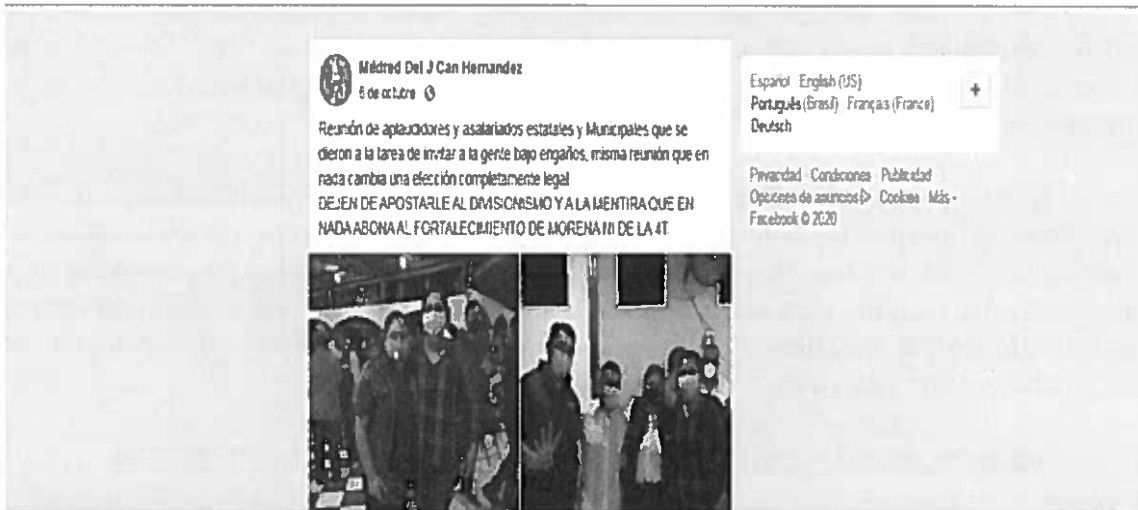 Mildred Del J Can Hernandez
6 de octubre
Reunión de aplaudidores y asalariados estatales y Municipales que se
dieron a la tarea de invitar a la gente bajo engaños, misma reunión que en
nada cambia una elección completamente legal
DEJEN DE APOSTARLE AL DIVISIONISMO Y A LA MENTIRA QUE EN
NADA ABONA AL FORTALECIMIENTO DE MORENA NI DE LA 4T.
Español · English (US)
Português (Brasil) · Français (France)
Deutsch
+
Privacidad · Condiciones · Publicidad
Opciones de anuncios · Cookies · Más
Facebook © 2020